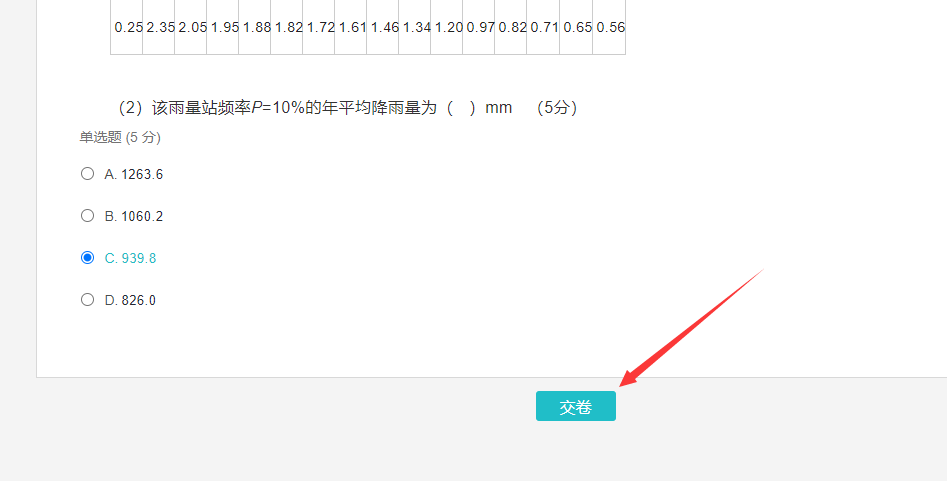 0.25 2.35 2.05 1.95 1.88 1.82 1.72 1.61 1.46 1.34 1.20 0.97 0.82 0.71 0.65 0.56
（2）该雨量站频率P=10%的年平均降雨量为（ ）mm （5分）
单选题 (5 分)
A. 1263.6
B. 1060.2
C. 939.8
D. 826.0
交卷